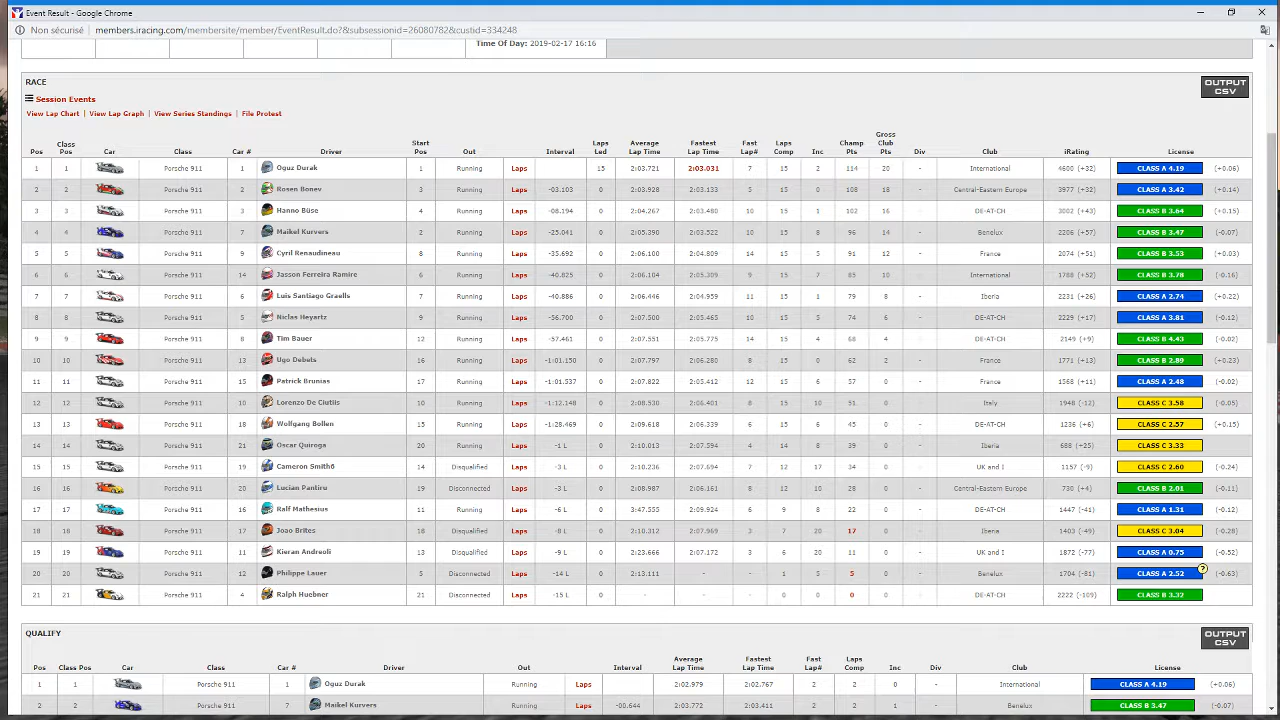 Event Result - Google Chrome
Non sécurisé members.iracing.com/membersite/member/EventResult.do?&subsessionid=26080782&custid=334248
Time Of Day: 2019-02-17 16:16
RACE OUTPUT CSV
Session Events
View Lap Chart | View Lap Graph | View Series Standings | File Protest
Pos Class Pos Car Class Car # Driver Start Pos Out Interval Laps Led Average Lap Time Fastest Lap Time Fast Lap# Laps Comp Inc Champ Pts Gross Club Pts Div Club iRating License
1 1 Porsche 911 1 Oguz Durak 1 Running Laps 15 2:03.721 2:03.031 7 15 2 114 20 - International 4600 (+32) CLASS A 4.19 (+0.06)
2 2 Porsche 911 2 Rosen Bonev Running Laps -03.103 0 2:03.928 2:03.133 5 15 108 18 - Central-Eastern Europe 3977 (+32) CLASS A 3.42 (+0.14)
3 3 Porsche 911 3 Hanno Büse 4 Running Laps -08.194 0 2:04.267 2:03.480 10 15 1 102 16 - DE-AT-CH 3002 (+43) CLASS B 3.64 (+0.15)
4 4 Porsche 911 7 Maikel Kurvers Running Laps -25.041 0 2:05.390 2:03.522 10 15 96 14 - Benelux 2206 (+57) CLASS B 3.47 (-0.07)
5 5 Porsche 911 9 Cyril Renaudineau 8 Running Laps -35.692 0 2:06.100 2:04.809 14 15 5 91 12 - France 2074 (+51) CLASS B 3.53 (+0.03)
6 6 Porsche 911 14 Jasson Ferreira Ramire 6 Running Laps -40.825 0 2:06.104 2:05.309 9 15 85 10 - International 1788 (+52) CLASS B 3.78 (-0.16)
7 7 Porsche 911 6 Luis Santiago Graells 7 Running Laps -40.886 0 2:06.446 2:04.959 11 15 1 79 8 - Iberia 2231 (+26) CLASS A 2.74 (+0.22)
8 8 Porsche 911 5 Niclas Heyartz 9 Running Laps -56.700 0 2:07.500 2:05.465 10 15 74 6 - DE-AT-CH 2229 (+17) CLASS A 3.81 (-0.12)
9 9 Porsche 911 8 Tim Bauer 12 Running Laps -57.461 0 2:07.551 2:05.775 14 15 4 68 4 - DE-AT-CH 2149 (+9) CLASS B 4.43 (-0.02)
10 10 Porsche 911 13 Ugo Debets 16 Running Laps -1:01.150 0 2:07.797 2:06.280 15 62 2 - France 1771 (+13) CLASS B 2.89 (+0.23)
11 11 Porsche 911 15 Patrick Brunias 17 Running Laps -1:01.537 0 2:07.822 2:05.412 12 15 6 57 0 - France 1568 (+11) CLASS A 2.48 (-0.02)
12 12 Porsche 911 10 Lorenzo De Ciutiis 10 Running Laps -1:12.148 0 2:08.530 2:06.401 8 15 10 51 0 - Italy 1948 (-12) CLASS C 3.58 (-0.05)
13 13 Porsche 911 18 Wolfgang Bollen 15 Running Laps -1:28.469 0 2:09.618 2:06.339 6 15 6 45 0 - DE-AT-CH 1236 (+6) CLASS C 2.57 (+0.15)
14 14 Porsche 911 21 Oscar Quiroga 20 Running Laps -1 L 0 2:10.013 2:07.594 4 14 39 0 - Iberia 688 (+25) CLASS C 3.33
15 15 Porsche 911 19 Cameron Smith6 14 Disqualified Laps -3 L 0 2:10.236 2:07.694 7 12 17 34 0 - UK and I 1157 (-9) CLASS C 2.60 (-0.24)
16 16 Porsche 911 20 Lucian Pantiru 19 Disconnected Laps -3 L 0 2:08.987 2:06.161 12 10 28 0 - Central-Eastern Europe 730 (+4) CLASS B 2.01 (-0.11)
17 17 Porsche 911 16 Ralf Mathesius 11 Running Laps -6 L 0 3:47.555 2:09.924 6 9 8 22 0 - DE-AT-CH 1447 (-41) CLASS A 1.31 (-0.12)
18 18 Porsche 911 17 Joao Brites 18 Disqualified Laps -8 L 0 2:18.312 2:07.969 3 7 20 17 0 - Iberia 1403 (-49) CLASS C 3.04 (-0.28)
19 19 Porsche 911 11 Kieran Andreoli 13 Disqualified Laps -9 L 0 2:23.666 2:07.172 3 6 20 11 0 - UK and I 1872 (-77) CLASS A 0.75 (-0.52)
20 20 Porsche 911 12 Philippe Lauer 5 Disconnected Laps -14 L 0 2:13.111 - - 1 5 5 0 - Benelux 1704 (-81) CLASS A 2.52 ? (-0.63)
21 21 Porsche 911 4 Ralph Huebner 21 Disconnected Laps -15 L 0 - - - 0 0 0 0 - DE-AT-CH 2222 (-109) CLASS B 3.32
QUALIFY OUTPUT CSV
Pos Class Pos Car Class Car # Driver Out Interval Average Lap Time Fastest Lap Time Fast Lap# Laps Comp Inc Div Club License
1 1 Porsche 911 1 Oguz Durak Running Laps 2:02.979 2:02.767 2 2 0 - International CLASS A 4.19 (+0.06)
2 2 Porsche 911 7 Maikel Kurvers Running Laps -00.644 2:03.772 2:03.411 2 2 0 - Benelux CLASS B 3.47 (-0.07)